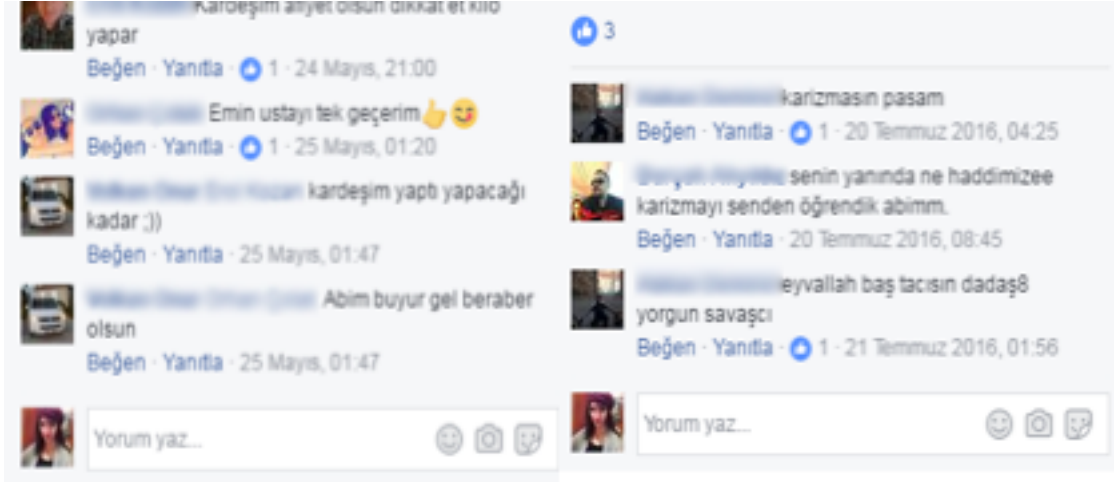 Kardeşim afiyet olsun dikkat et kilo
yapar
Beğen · Yanıtla · 1 · 24 Mayıs, 21:00
Emin ustayı tek geçerim
Beğen · Yanıtla · 1 · 25 Mayıs, 01:20
kardeşim yaptı yapacağı
kadar ;))
Beğen · Yanıtla · 25 Mayıs, 01:47
Abim buyur gel beraber
olsun
Beğen · Yanıtla · 25 Mayıs, 01:47
Yorum yaz...
3
karizmasın pasam
Beğen · Yanıtla · 1 · 20 Temmuz 2016, 04:25
senin yanında ne haddimizee
karizmayı senden öğrendik abimm.
Beğen · Yanıtla · 20 Temmuz 2016, 08:45
eyvallah baş tacısın dadaş8
yorgun savaşcı
Beğen · Yanıtla · 1 · 21 Temmuz 2016, 01:56
Yorum yaz...